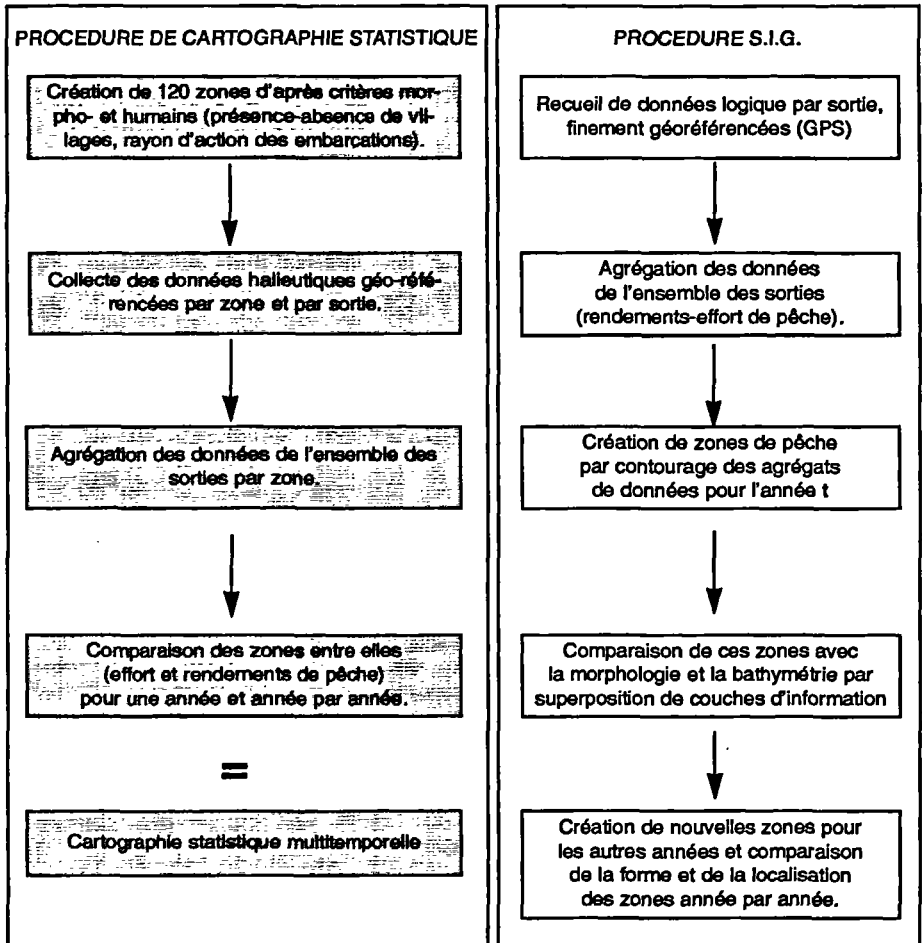 PROCEDURE DE CARTOGRAPHIE STATISTIQUE
Création de 120 zones d'après critères mor-
pho- et humains (présence-absence de vil-
lages, rayon d'action des embarcations).
Collecte des données halieutiques géo-réfé-
rencées par zone et par sortie.
Agrégation des données de l'ensemble des
sorties par zone.
Comparaison des zones entre elles
(effort et rendements de pêche)
pour une année et année par année.
=
Cartographie statistique multitemporelle
PROCEDURE S.I.G.
Recueil de données logique par sortie,
finement géoréférencées (GPS)
Agrégation des données
de l'ensemble des sorties
(rendements-effort de pêche).
Création de zones de pêche
par contourage des agrégats
de données pour l'année t
Comparaison de ces zones avec
la morphologie et la bathymétrie par
superposition de couches d'information
Création de nouvelles zones pour
les autres années et comparaison
de la forme et de la localisation
des zones année par année.